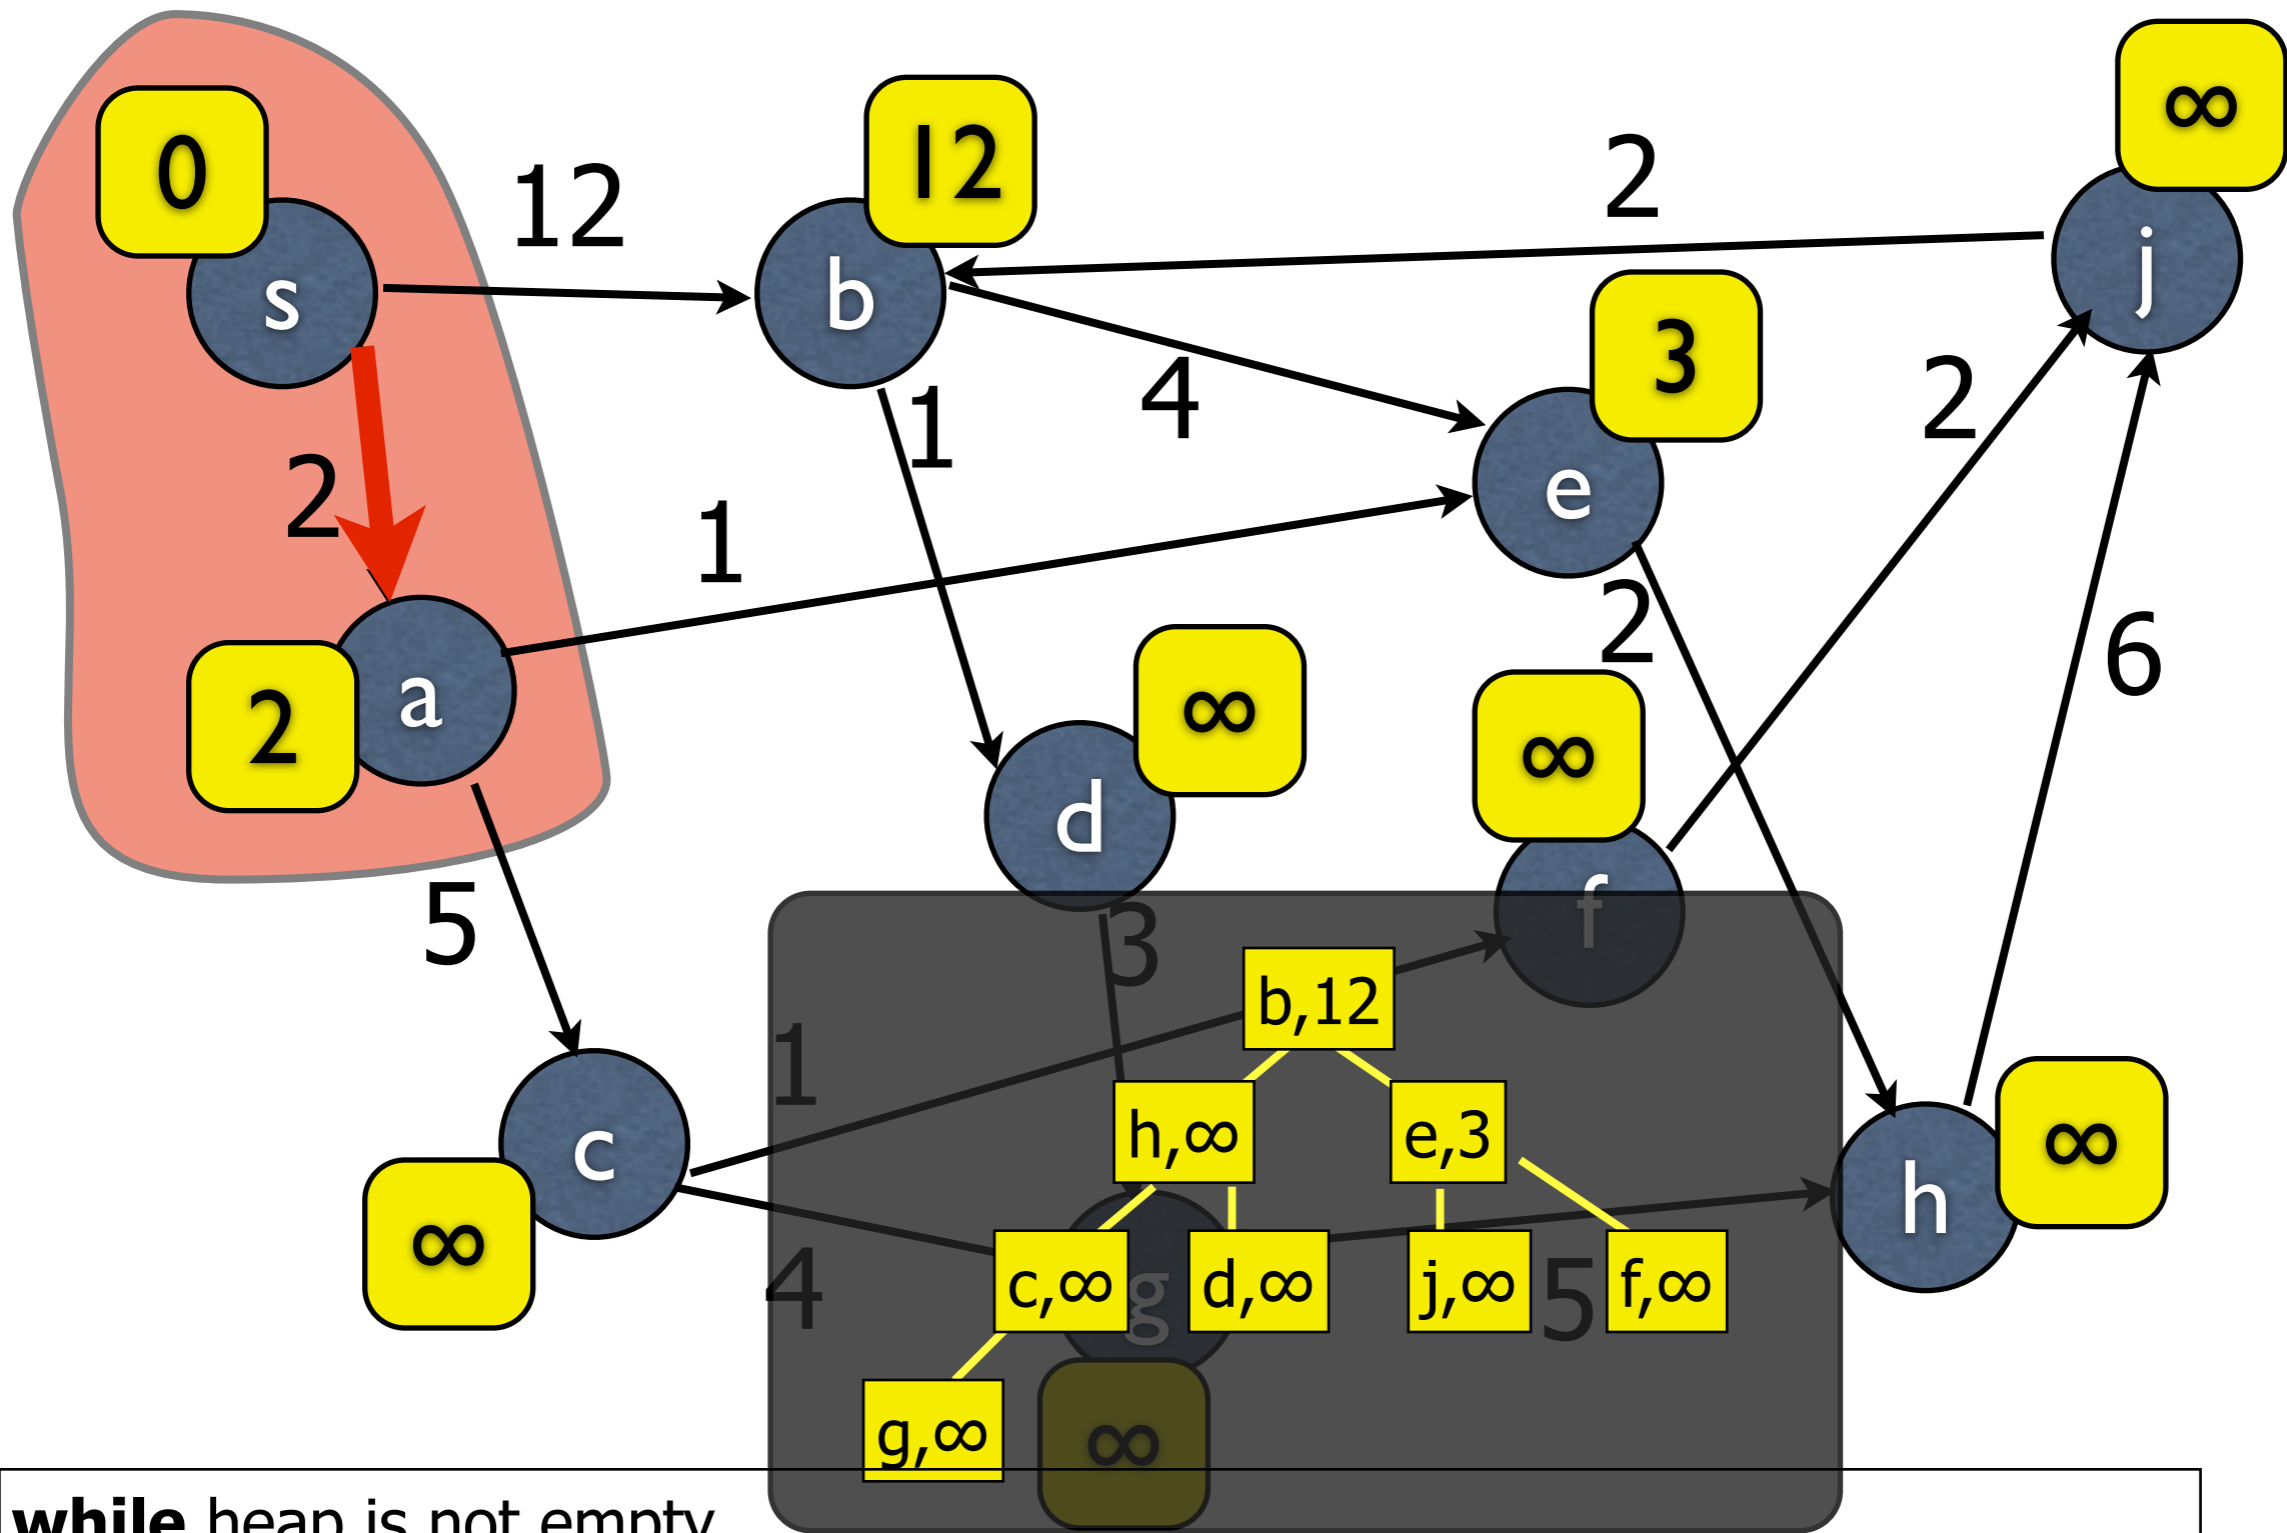 ∞
0
12
12
2
s
b
j
3
4
1
2
2
e
1
2
6
∞
∞
2
a
d
5
f
3
b,12
1
h,∞
e,3
c
∞
h
∞
4
c,∞
g
d,∞
j,∞
5
f,∞
g,∞
∞
while heap is not empty